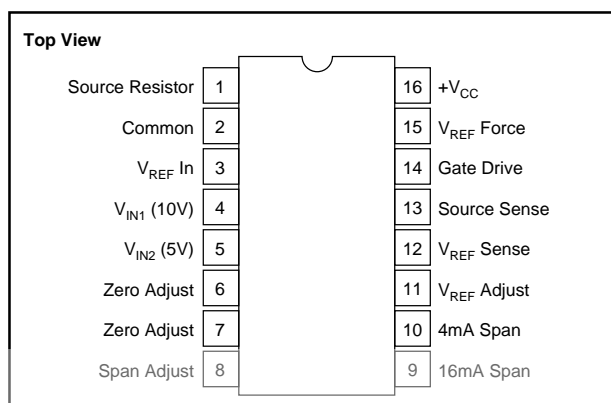 Top View
Source Resistor 1 16 +VCC
Common 2 15 VREF Force
VREF In 3 14 Gate Drive
VIN1 (10V) 4 13 Source Sense
VIN2 (5V) 5 12 VREF Sense
Zero Adjust 6 11 VREF Adjust
Zero Adjust 7 10 4mA Span
Span Adjust 8 9 16mA Span